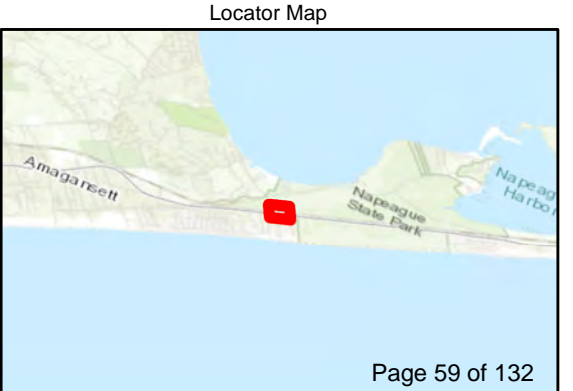 Locator Map
Amagansett
Napeague
State Park
Napeag
Harbo
Page 59 of 132